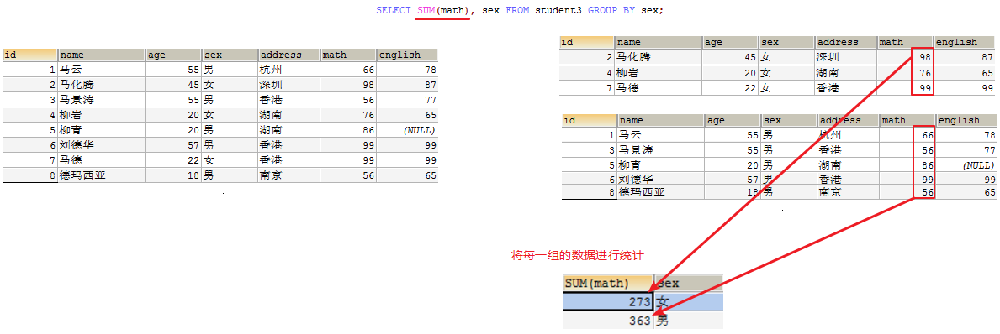 SELECT SUM(math), sex FROM student3 GROUP BY sex;
id name age sex address math english
1 马云 55 男 杭州 66 78
2 马化腾 45 女 深圳 98 87
3 马景涛 55 男 香港 56 77
4 柳岩 20 女 湖南 76 65
5 柳青 20 男 湖南 86 (NULL)
6 刘德华 57 男 香港 99 99
7 马德 22 女 香港 99 99
8 德玛西亚 18 男 南京 56 65
id name age sex address math english
2 马化腾 45 女 深圳 98 87
4 柳岩 20 女 湖南 76 65
7 马德 22 女 香港 99 99
id name age sex address math english
1 马云 55 男 杭州 66 78
3 马景涛 55 男 香港 56 77
5 柳青 20 男 湖南 86 (NULL)
6 刘德华 57 男 香港 99 99
8 德玛西亚 18 男 南京 56 65
将每一组的数据进行统计
SUM(math) sex
273 女
363 男